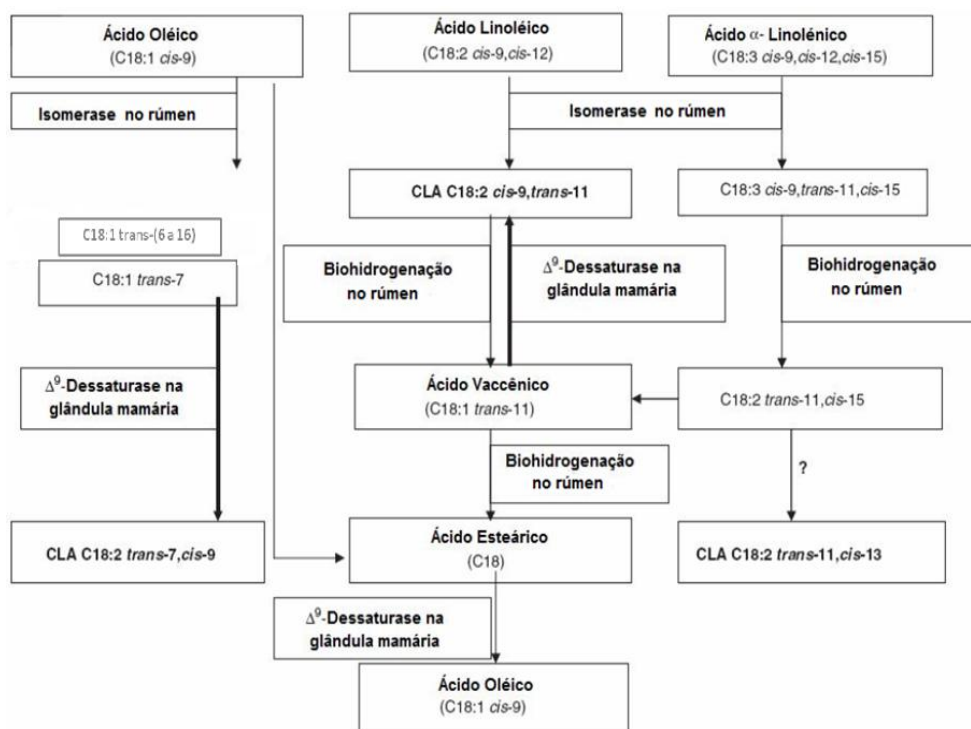 Ácido Oléico
(C18:1 cis-9)
Ácido Linoléico
(C18:2 cis-9,cis-12)
Ácido α- Linolénico
(C18:3 cis-9,cis-12,cis-15)
Isomerase no rúmen
Isomerase no rúmen
CLA C18:2 cis-9,trans-11
C18:3 cis-9,trans-11,cis-15
C18:1 trans-(6 a 16)
C18:1 trans-7
Biohidrogenação
no rúmen
Δ⁹-Dessaturase na
glândula mamária
Biohidrogenação
no rúmen
Δ⁹-Dessaturase na
glândula mamária
Ácido Vaccênico
(C18:1 trans-11)
C18:2 trans-11,cis-15
Biohidrogenação
no rúmen
?
CLA C18:2 trans-7,cis-9
Ácido Esteárico
(C18)
CLA C18:2 trans-11,cis-13
Δ⁹-Dessaturase na
glândula mamária
Ácido Oléico
(C18:1 cis-9)